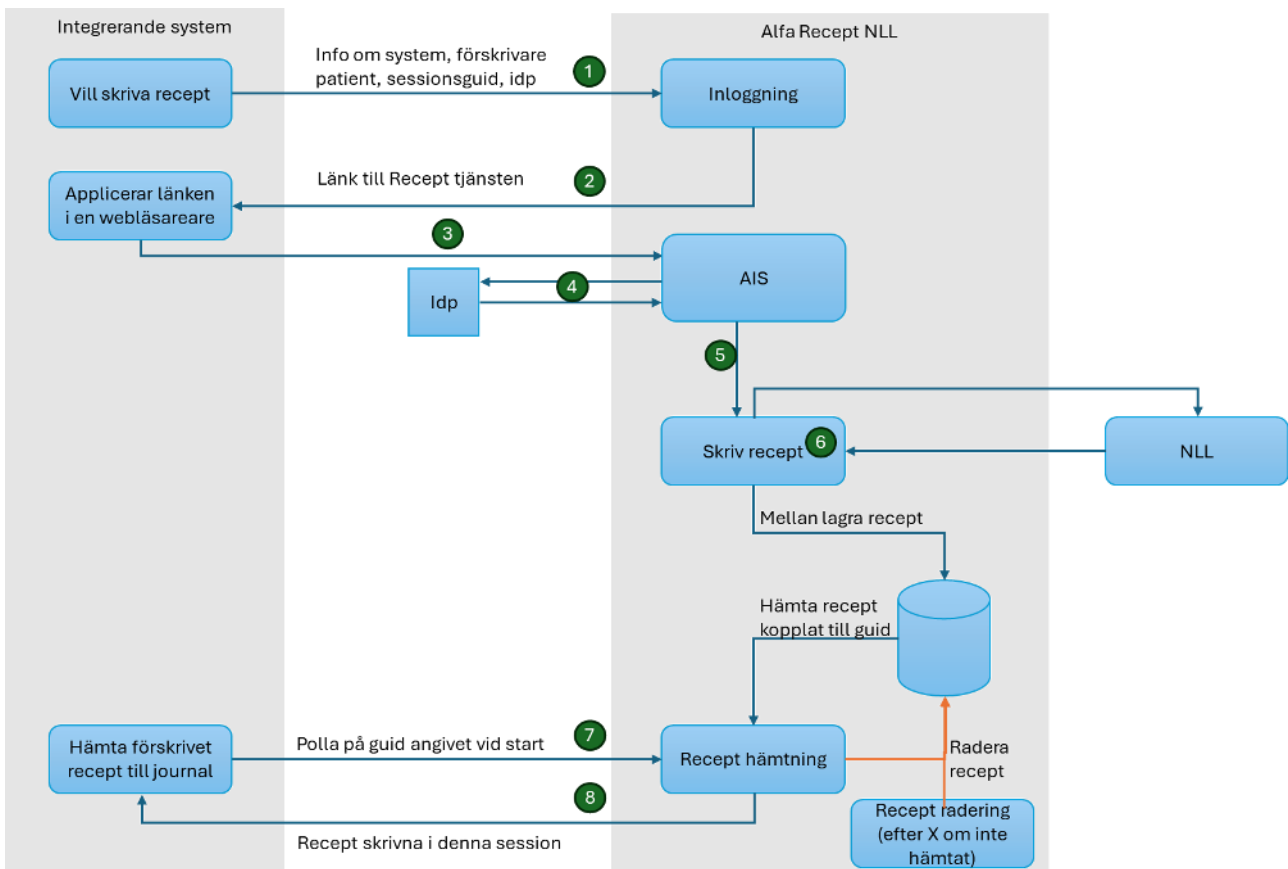 Integrerande system
Alfa Recept NLL
Info om system, förskrivare
patient, sessionsguid, idp
1
Vill skriva recept
Inloggning
Länk till Recept tjänsten
2
Applicerar länken
i en webläsareare
3
AIS
4
Idp
5
Skriv recept
6
NLL
Mellan lagra recept
Hämta recept
kopplat till guid
Hämta förskrivet
recept till journal
Polla på guid angivet vid start
7
Recept hämtning
Radera
recept
8
Recept skrivna i denna session
Recept radering
(efter X om inte
hämtat)